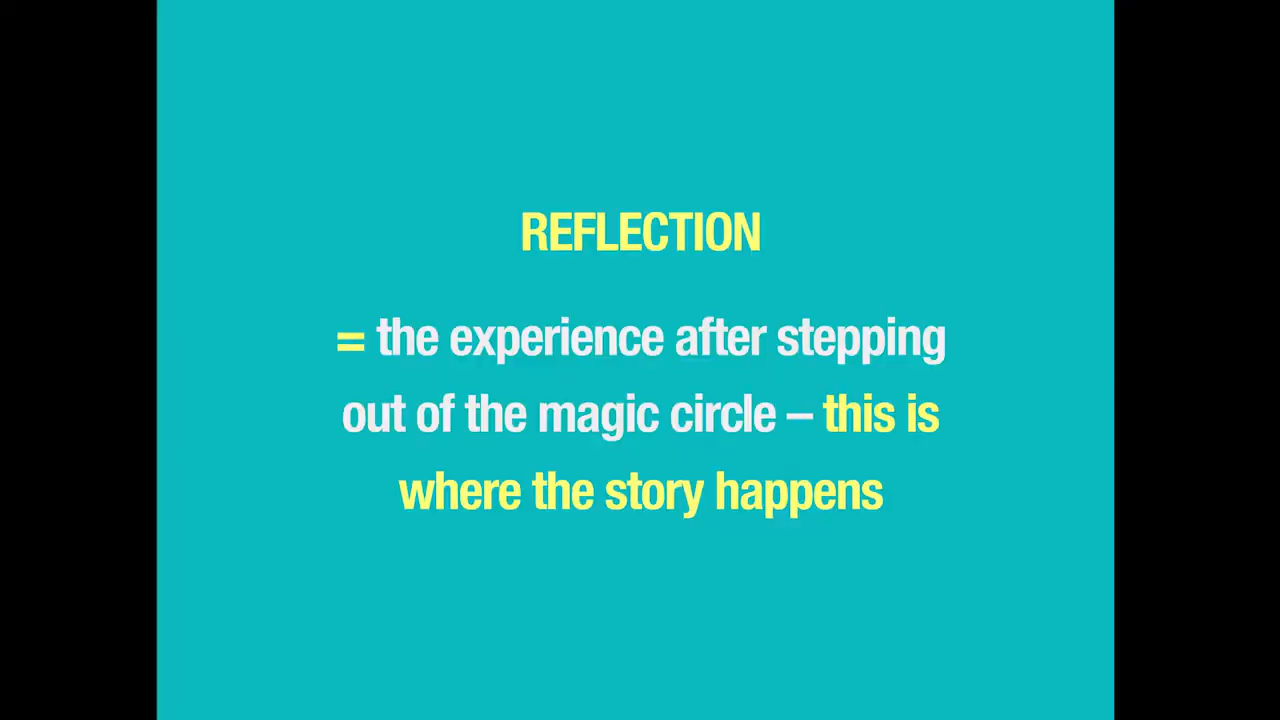 REFLECTION
= the experience after stepping
out of the magic circle – this is
where the story happens